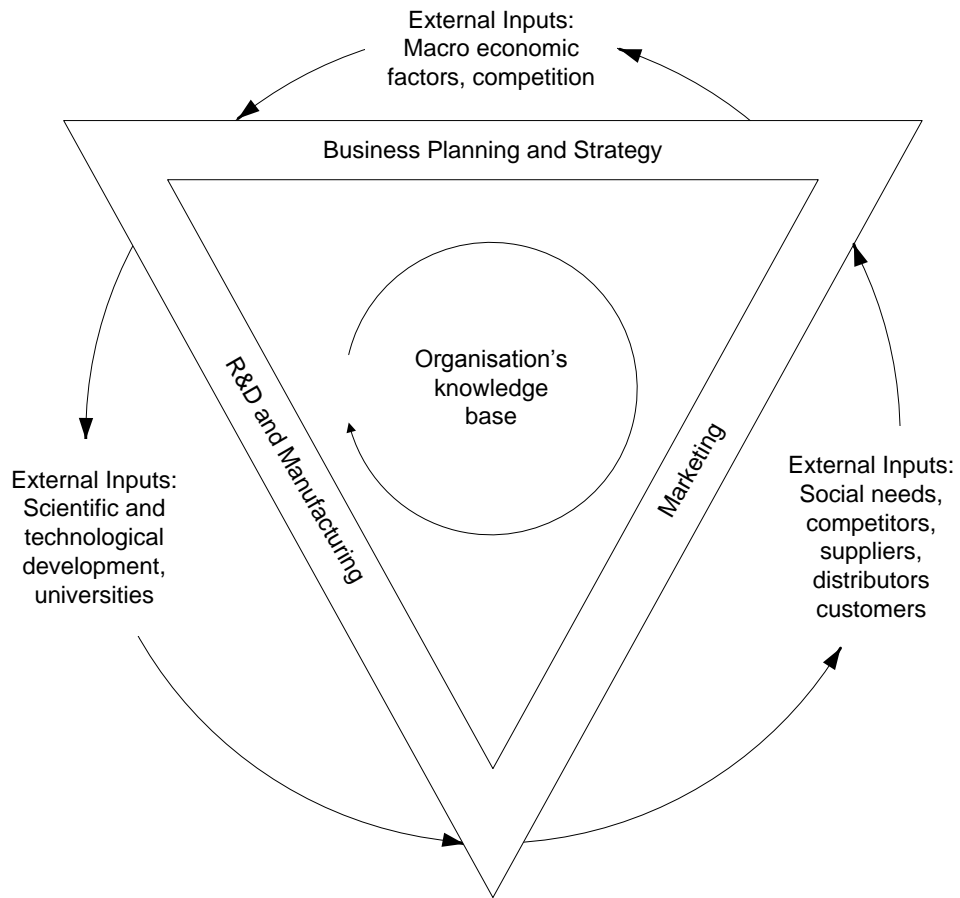 External Inputs:
Macro economic
factors, competition
Business Planning and Strategy
Organisation’s
knowledge
base
R&D and Manufacturing
Marketing
External Inputs:
Scientific and
technological
development,
universities
External Inputs:
Social needs,
competitors,
suppliers,
distributors
customers